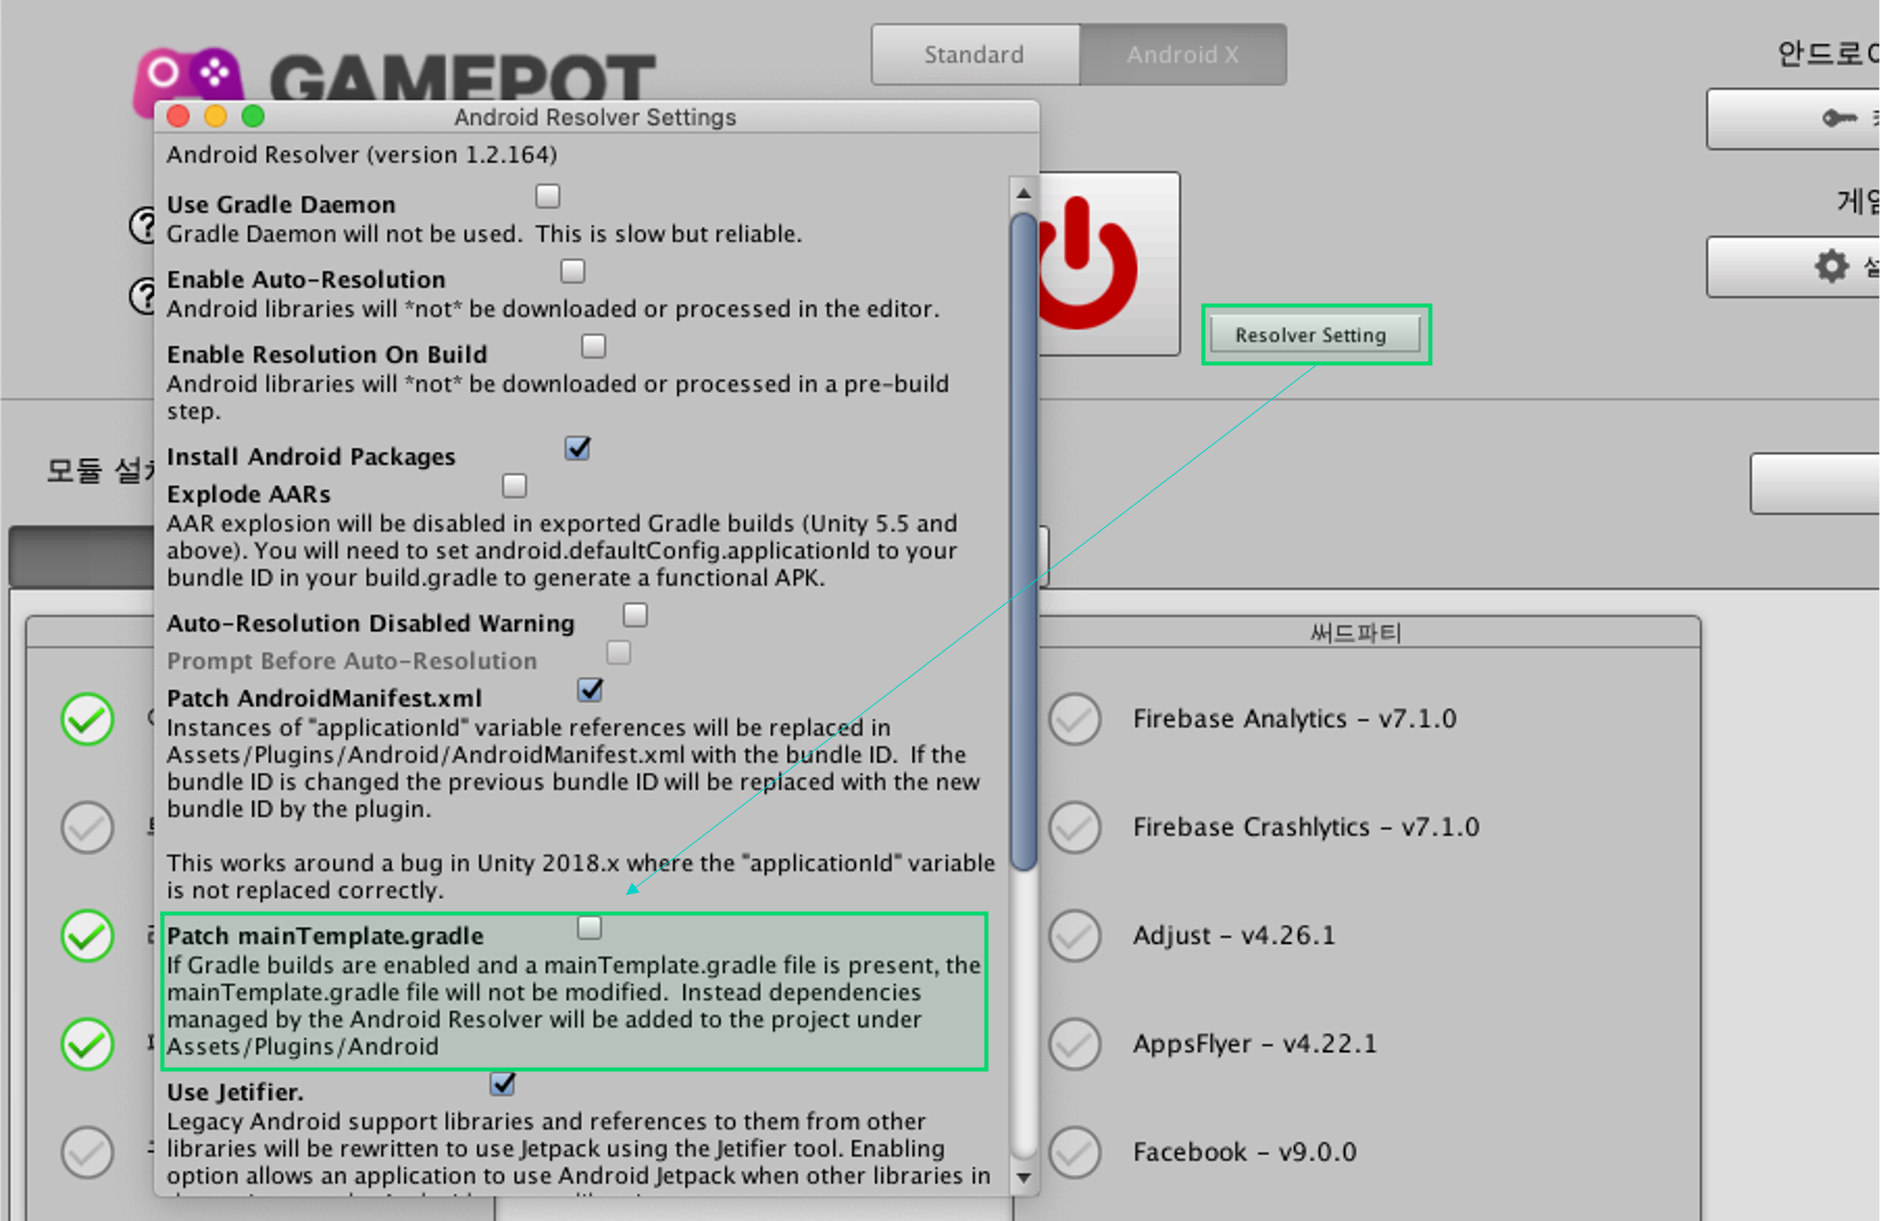 GAMEPOT
Standard
Android X
Android Resolver Settings
Android Resolver (version 1.2.164)
Use Gradle Daemon
Gradle Daemon will not be used.  This is slow but reliable.
Enable Auto-Resolution
Android libraries will *not* be downloaded or processed in the editor.
Enable Resolution On Build
Android libraries will *not* be downloaded or processed in a pre-build
step.
Install Android Packages
Explode AARs
AAR explosion will be disabled in exported Gradle builds (Unity 5.5 and
above). You will need to set android.defaultConfig.applicationId to your
bundle ID in your build.gradle to generate a functional APK.
Auto-Resolution Disabled Warning
Prompt Before Auto-Resolution
Patch AndroidManifest.xml
Instances of "applicationId" variable references will be replaced in
Assets/Plugins/Android/AndroidManifest.xml with the bundle ID.  If the
bundle ID is changed the previous bundle ID will be replaced with the new
bundle ID by the plugin.
This works around a bug in Unity 2018.x where the "applicationId" variable
is not replaced correctly.
Patch mainTemplate.gradle
If Gradle builds are enabled and a mainTemplate.gradle file is present, the
mainTemplate.gradle file will not be modified.  Instead dependencies
managed by the Android Resolver will be added to the project under
Assets/Plugins/Android
Use Jetifier.
Legacy Android support libraries and references to them from other
libraries will be rewritten to use Jetpack using the Jetifier tool. Enabling
option allows an application to use Android Jetpack when other libraries in
Resolver Setting
모듈
써드파티
Firebase Analytics – v7.1.0
Firebase Crashlytics – v7.1.0
Adjust – v4.26.1
AppsFlyer – v4.22.1
Facebook – v9.0.0